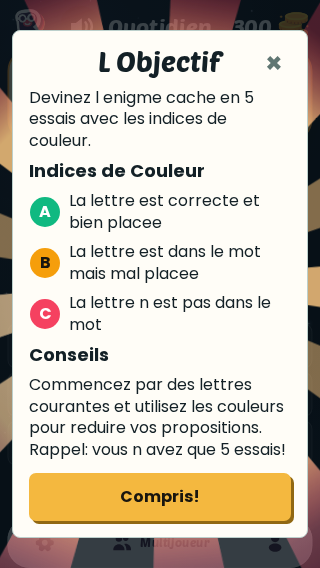 Quotidien
300
L Objectif
×
Devinez l enigme cache en 5
essais avec les indices de
couleur.
Indices de Couleur
A
La lettre est correcte et
bien placee
B
La lettre est dans le mot
mais mal placee
C
La lettre n est pas dans le
mot
Conseils
Commencez par des lettres
courantes et utilisez les couleurs
pour reduire vos propositions.
Rappel: vous n avez que 5 essais!
Compris!
Multijoueur